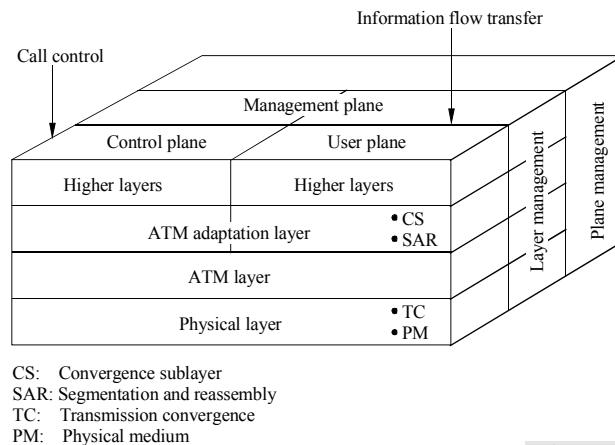 Information flow transfer
Call control
Management plane
Control plane
User plane
Higher layers
Higher layers
CS
ATM adaptation layer
SAR
ATM layer
Physical layer
TC
PM
Layer management
Plane management
CS: Convergence sublayer
SAR: Segmentation and reassembly
TC: Transmission convergence
PM: Physical medium